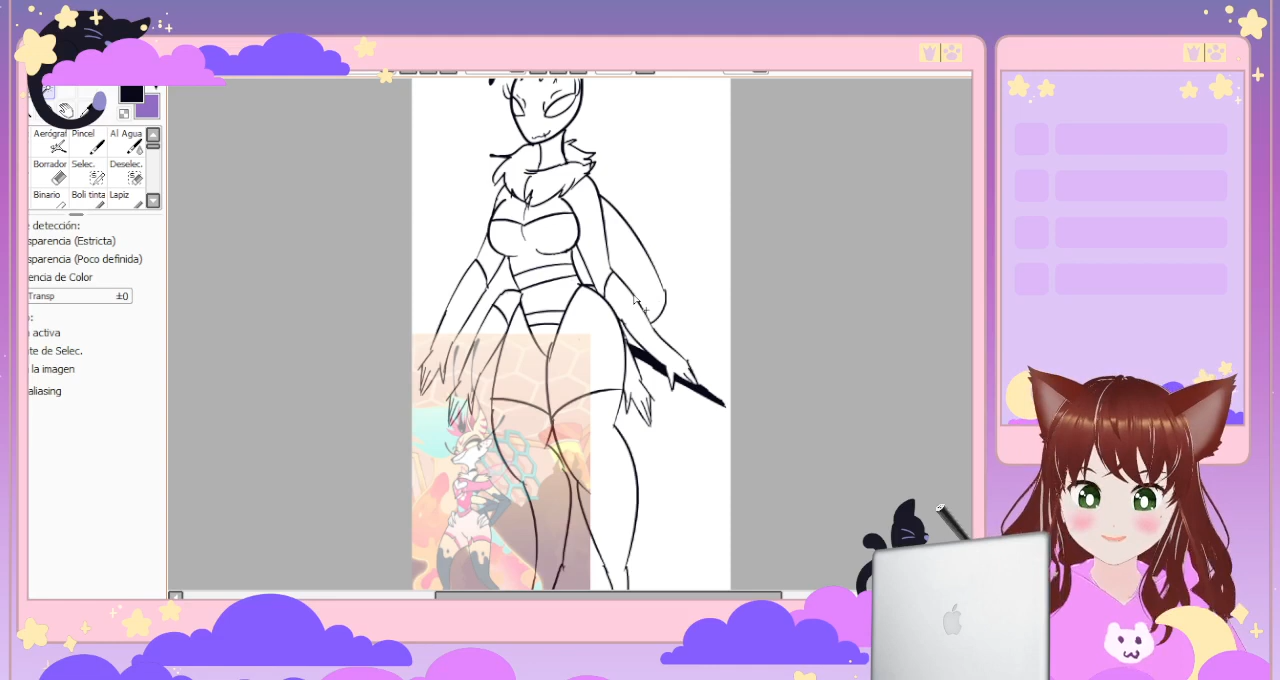 Aerógraf Pincel Al Agua
Borrador Selec. Deselec.
Binario Boli tinta Lapiz
detección:
sparencia (Estricta)
sparencia (Poco definida)
encia de Color
Transp ±0
activa
te de Selec.
la imagen
aliasing